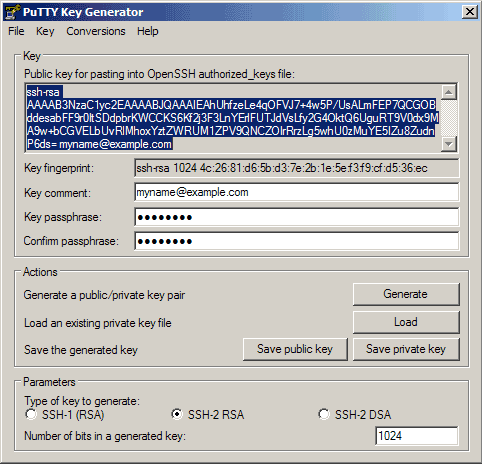 PuTTY Key Generator
File Key Conversions Help
Key
Public key for pasting into OpenSSH authorized_keys file:
ssh-rsa
AAAAB3NzaC1yc2EAAAABJQAAAIEAhUhfzeLe4qOFVJ7+4w5P/UsALmFEP7QCGOB
ddesabFF9r0ltSDdpbrKWCCKS6Kf2j3F3LnYErlFUTJdVsLfy2G4OktQ6UguRT9V0dx9M
A9w+bCGVELbUvRlMhoxYztZWRUM1ZPV9QNCZOlrRrzLg5whU0zMuYE5IZu8Zudn
P6ds= myname@example.com
Key fingerprint: ssh-rsa 1024 4c:26:81:d6:5b:d3:7e:2b:1e:5e:f3:f9:cf:d5:36:ec
Key comment: myname@example.com
Key passphrase: ●●●●●●●●
Confirm passphrase: ●●●●●●●●
Actions
Generate a public/private key pair Generate
Load an existing private key file Load
Save the generated key Save public key Save private key
Parameters
Type of key to generate:
SSH-1 (RSA) SSH-2 RSA SSH-2 DSA
Number of bits in a generated key: 1024